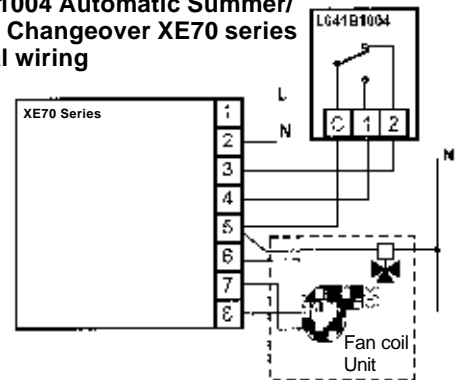 1004 Automatic Summer/
Changeover XE70 series
al wiring
L641B1004
XE70 Series
L
N
C 1 2
1
2
3
4
5
6
7
8
N
Fan coil
Unit